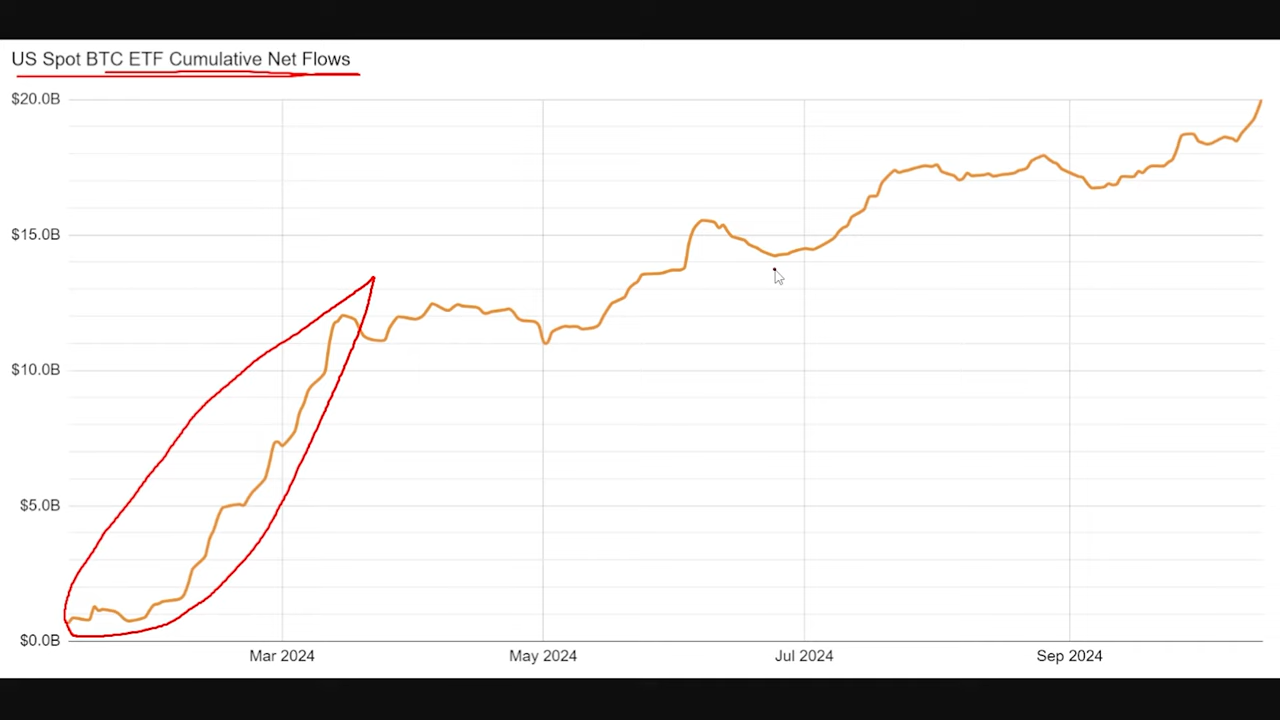 US Spot BTC ETF Cumulative Net Flows
$20.0B
$15.0B
$10.0B
$5.0B
$0.0B
Mar 2024
May 2024
Jul 2024
Sep 2024